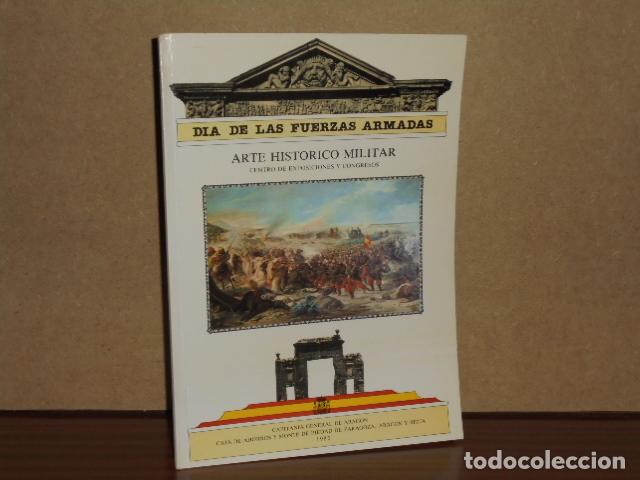 DIA DE LAS FUERZAS ARMADAS
ARTE HISTORICO MILITAR
CENTRO DE EXPOSICIONES Y CONGRESOS
CAPITANIA GENERAL DE ARAGON
CAJA DE AHORROS Y MONTE DE PIEDAD DE ZARAGOZA, ARAGON Y RIOJA
todocoleccion.net